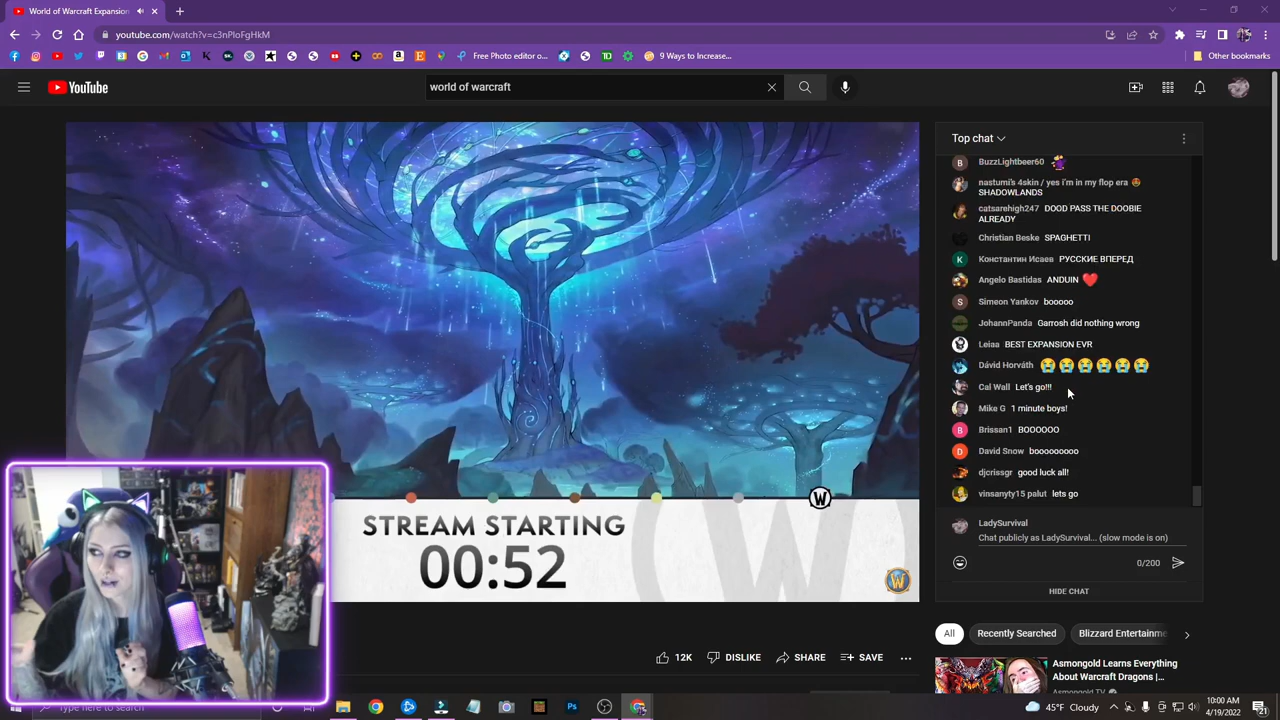 World of Warcraft Expansion
youtube.com/watch?v=c3nPIoFgHkM
Free Photo editor o...
9 Ways to Increase...
Other bookmarks
YouTube
world of warcraft
Top chat
BuzzLightbeer60
nastumi's 4skin / yes i'm in my flop era
SHADOWLANDS
catsarehigh247 DOOD PASS THE DOOBIE
ALREADY
Christian Beske SPAGHETTI
Константин Исаев РУССКИЕ ВПЕРЕД
Angelo Bastidas ANDUIN ❤️
Simeon Yankov booooo
JohannPanda Garrosh did nothing wrong
Leiaa BEST EXPANSION EVR
Dávid Horváth 😭😭😭😭😭😭
Cal Wall Let's go!!!
Mike G 1 minute boys!
Brissan1 BOOOOOO
David Snow booooooooo
djcrissgr good luck all!
vinsanyty15 palut lets go
LadySurvival
Chat publicly as LadySurvival... (slow mode is on)
0/200
HIDE CHAT
STREAM STARTING
00:52
All
Recently Searched
Blizzard Entertainme
12K
DISLIKE
SHARE
SAVE
Asmongold Learns Everything
About Warcraft Dragons |...
Asmongold TV
Type here to search
45°F Cloudy
10:00 AM
4/19/2022